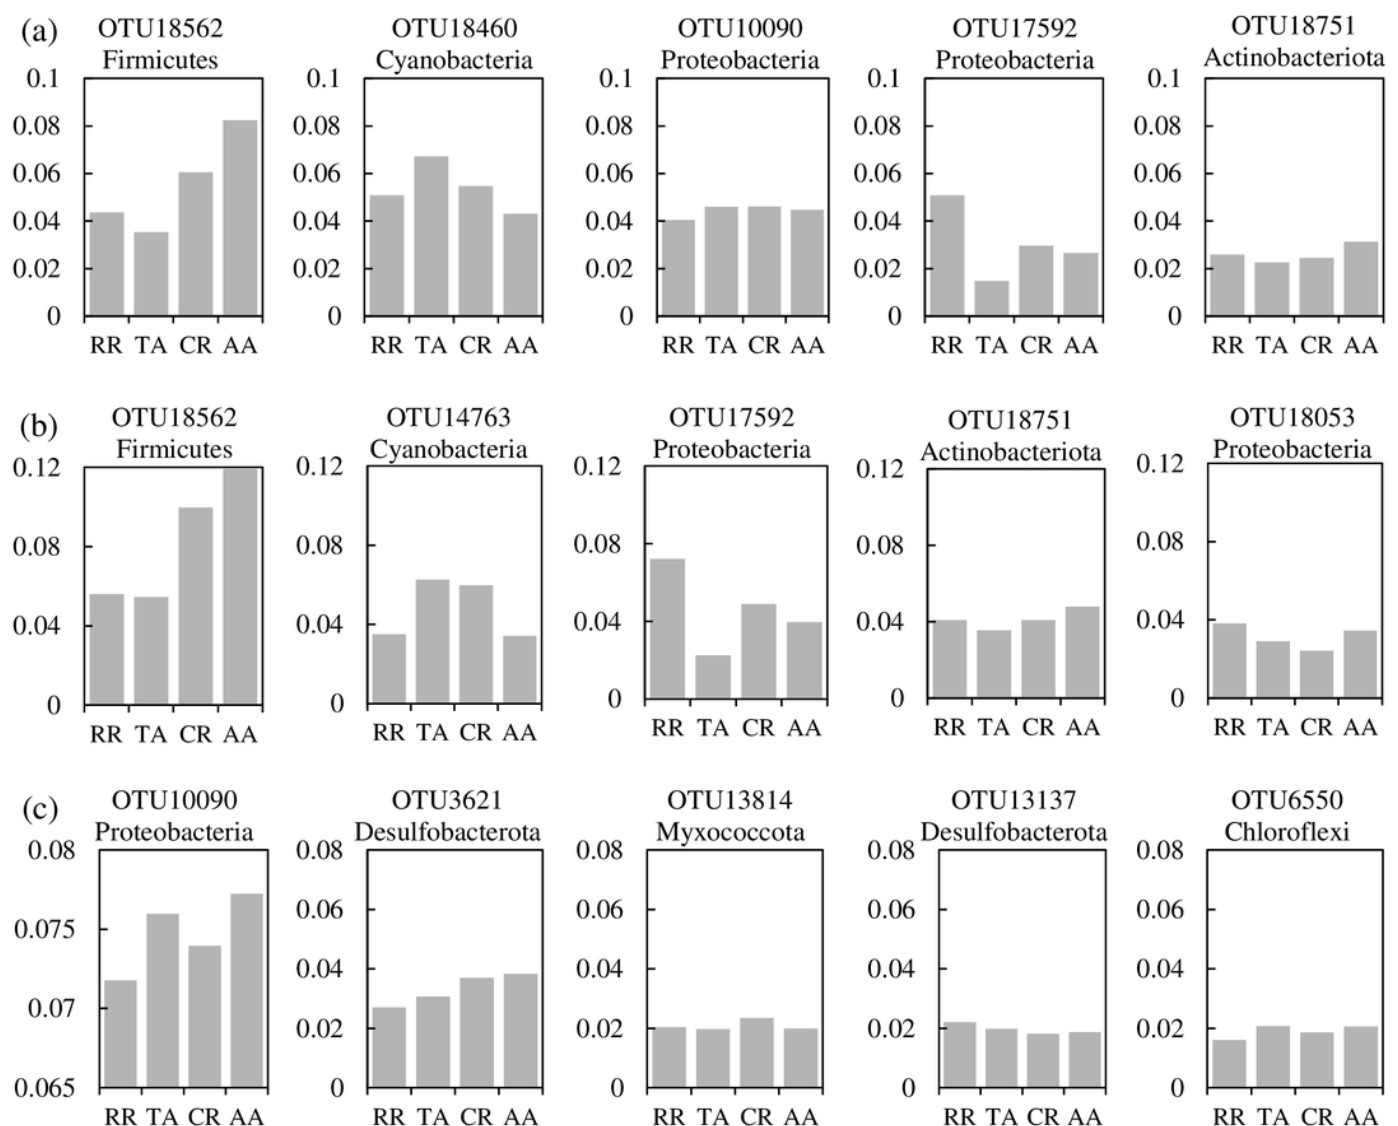 (a)
OTU18562
Firmicutes
0.1
0.08
0.06
0.04
0.02
0
RR TA CR AA
OTU18460
Cyanobacteria
0.1
0.08
0.06
0.04
0.02
0
RR TA CR AA
OTU10090
Proteobacteria
0.1
0.08
0.06
0.04
0.02
0
RR TA CR AA
OTU17592
Proteobacteria
0.1
0.08
0.06
0.04
0.02
0
RR TA CR AA
OTU18751
Actinobacteriota
0.1
0.08
0.06
0.04
0.02
0
RR TA CR AA
(b)
OTU18562
Firmicutes
0.12
0.08
0.04
0
RR TA CR AA
OTU14763
Cyanobacteria
0.12
0.08
0.04
0
RR TA CR AA
OTU17592
Proteobacteria
0.12
0.08
0.04
0
RR TA CR AA
OTU18751
Actinobacteriota
0.12
0.08
0.04
0
RR TA CR AA
OTU18053
Proteobacteria
0.12
0.08
0.04
0
RR TA CR AA
(c)
OTU10090
Proteobacteria
0.08
0.075
0.07
0.065
RR TA CR AA
OTU3621
Desulfobacterota
0.08
0.06
0.04
0.02
0
RR TA CR AA
OTU13814
Myxococcota
0.08
0.06
0.04
0.02
0
RR TA CR AA
OTU13137
Desulfobacterota
0.08
0.06
0.04
0.02
0
RR TA CR AA
OTU6550
Chloroflexi
0.08
0.06
0.04
0.02
0
RR TA CR AA